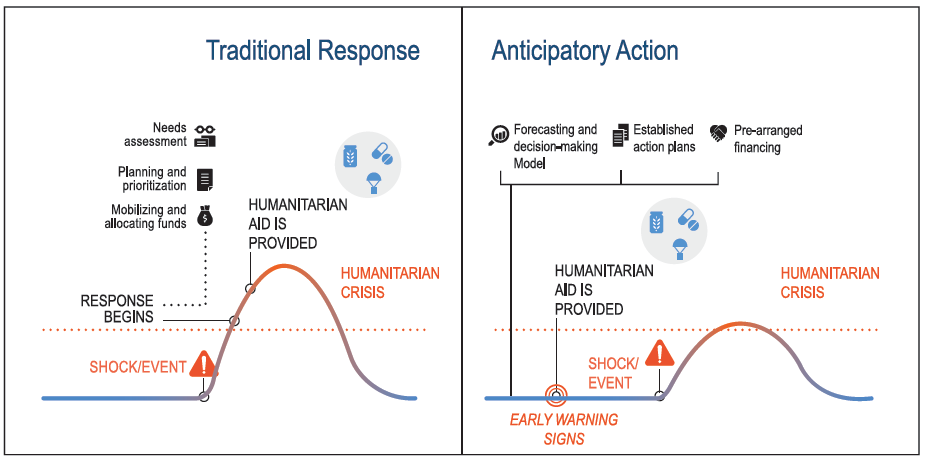 Traditional Response
Needs
assessment
Planning and
prioritization
Mobilizing and
allocating funds
$
HUMANITARIAN
AID IS
PROVIDED
HUMANITARIAN
CRISIS
RESPONSE
BEGINS
SHOCK/EVENT
!
Anticipatory Action
Forecasting and
decision-making
Model
Established
action plans
Pre-arranged
financing
HUMANITARIAN
AID IS
PROVIDED
HUMANITARIAN
CRISIS
SHOCK/
EVENT
!
EARLY WARNING
SIGNS